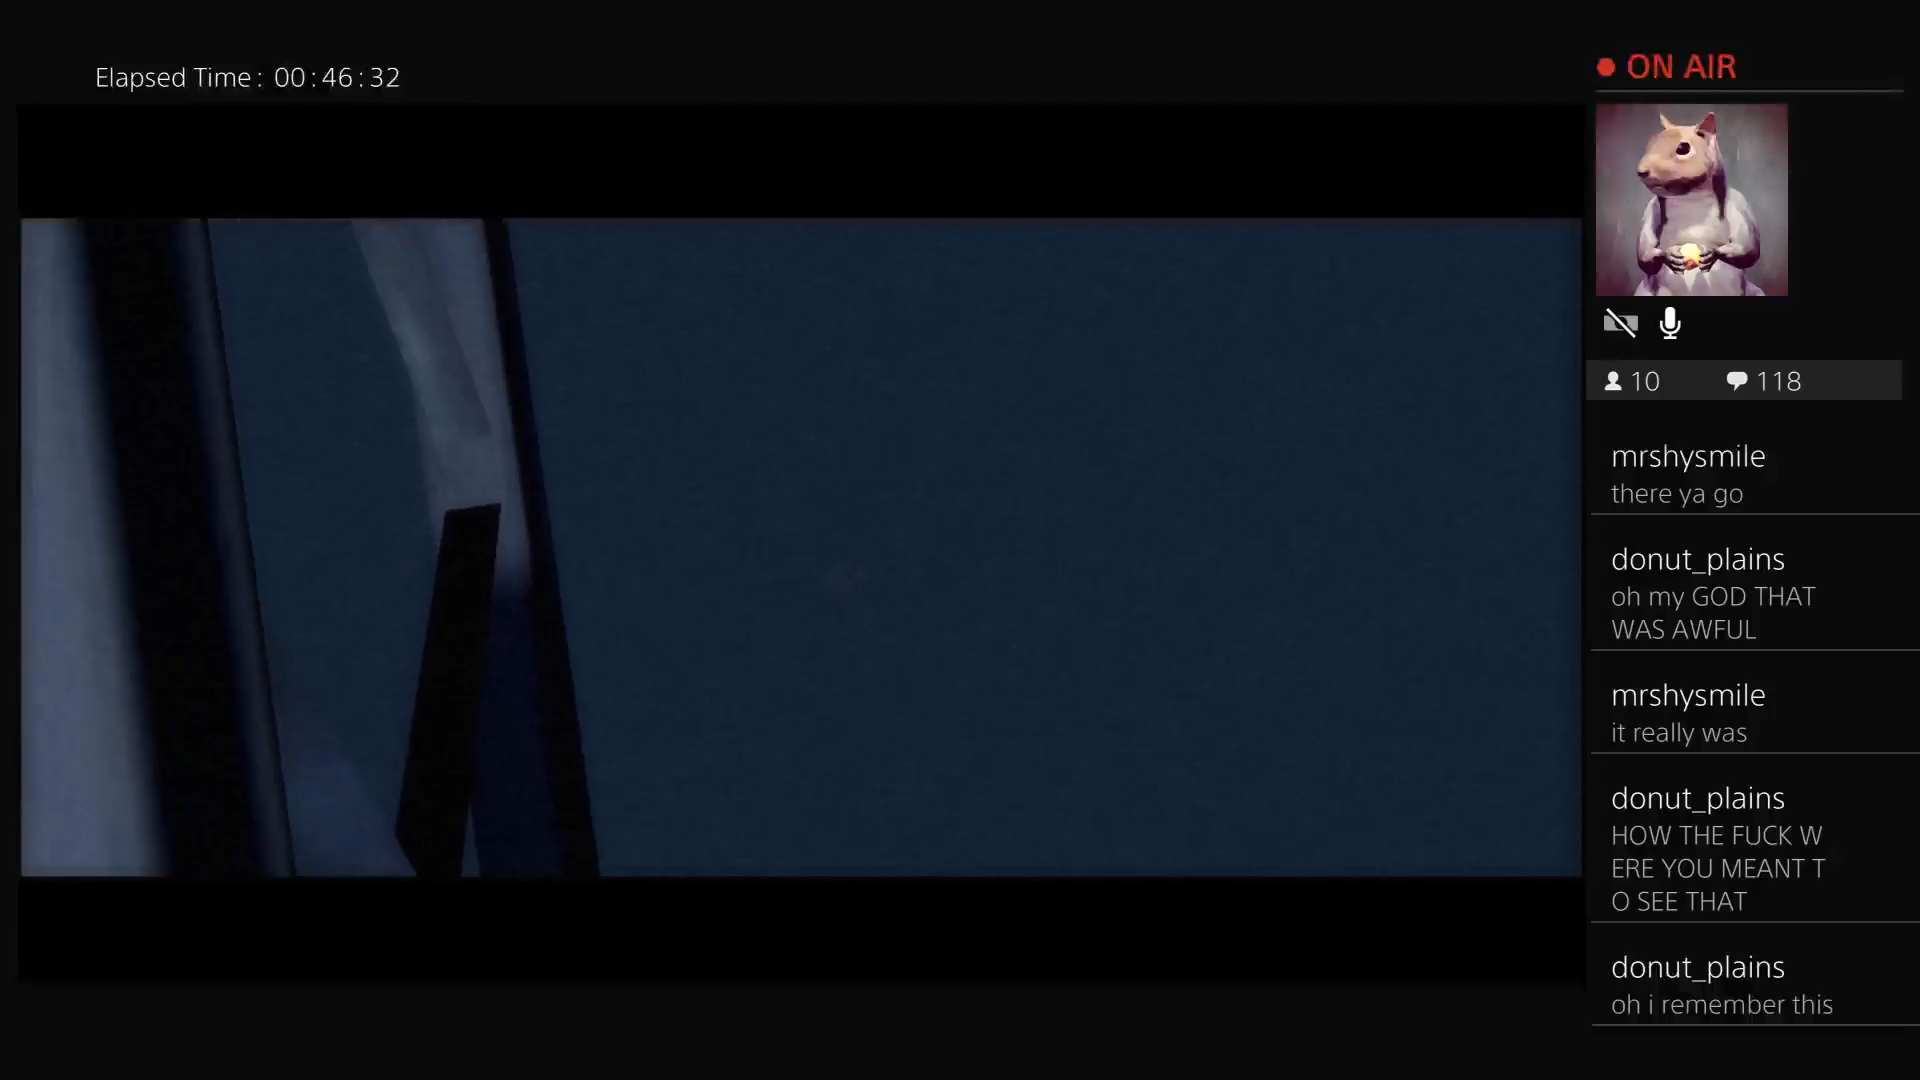 Elapsed Time: 00:46:32
ON AIR
10
118
mrshysmile
there ya go
donut_plains
oh my GOD THAT
WAS AWFUL
mrshysmile
it really was
donut_plains
HOW THE FUCK W
ERE YOU MEANT T
O SEE THAT
donut_plains
oh i remember this